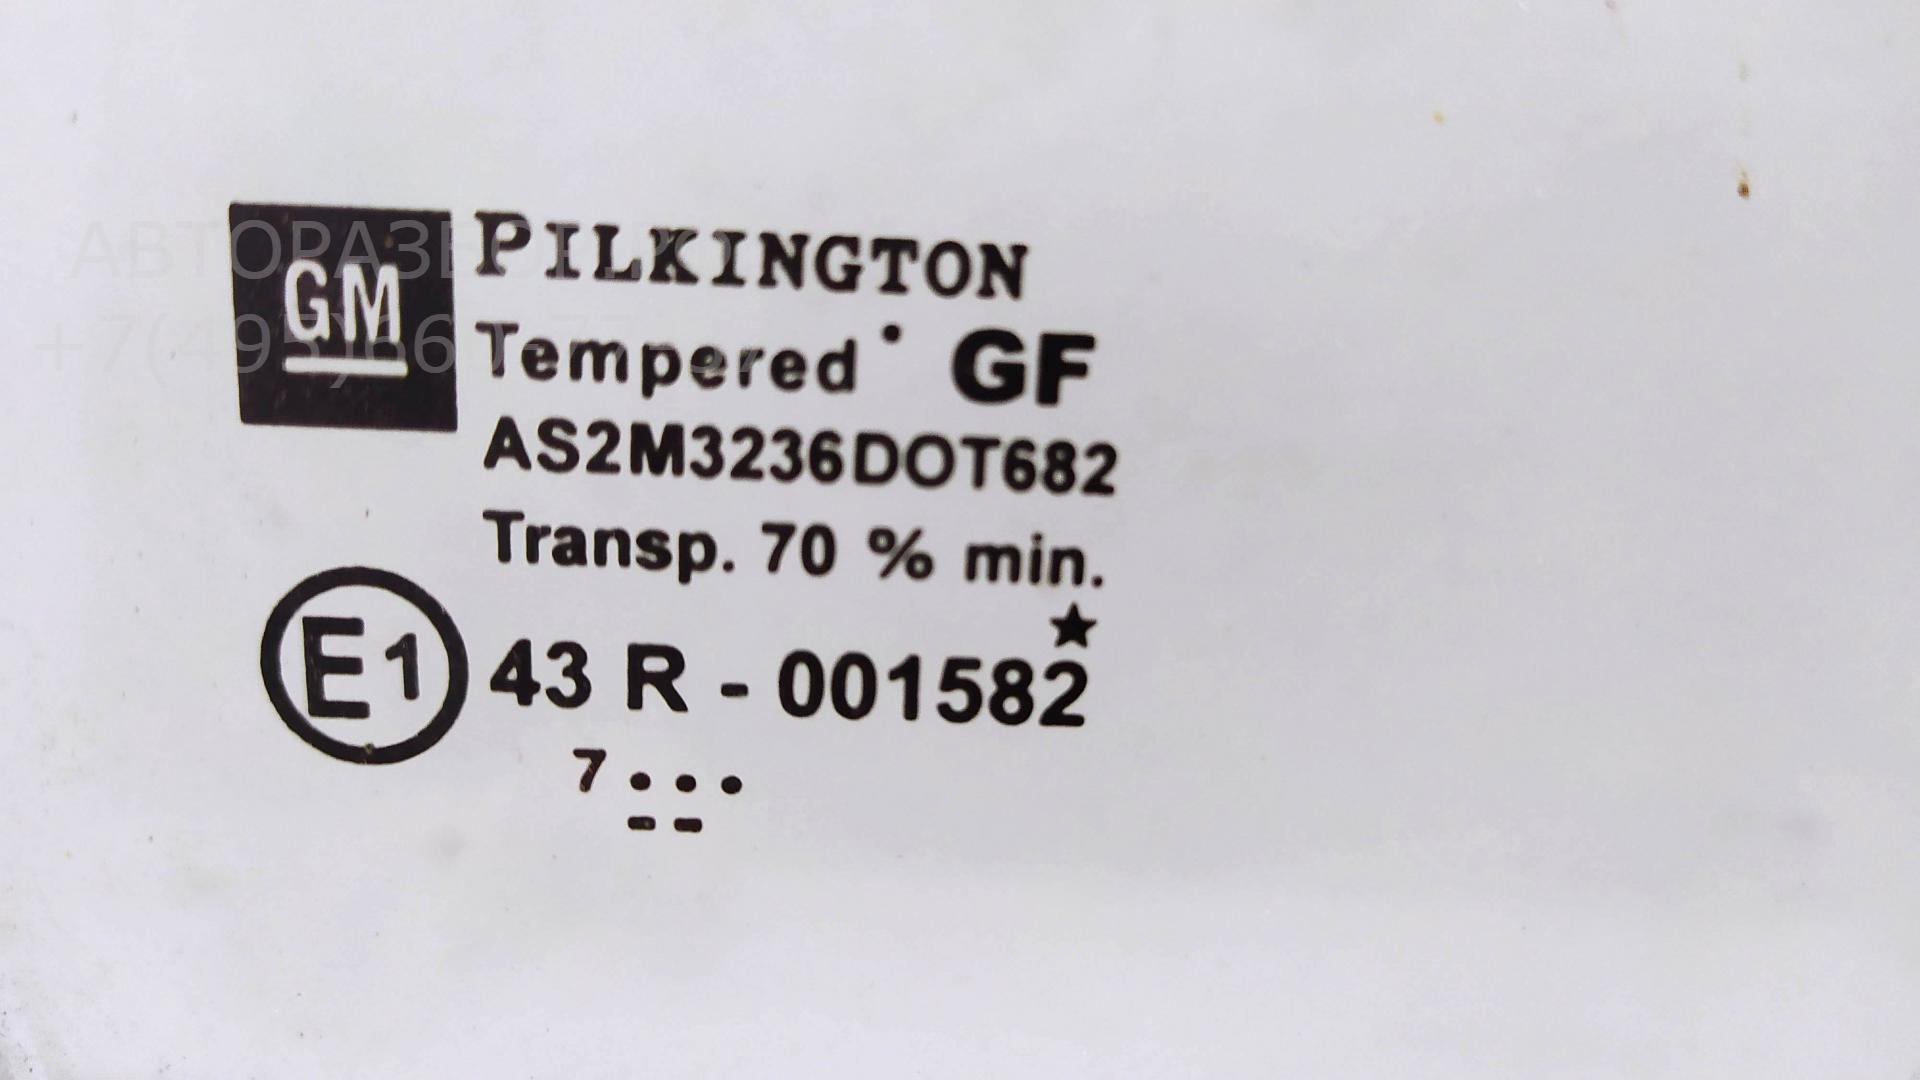 GM
PILKINGTON
Tempered • GF
AS2M3236DOT682
Transp. 70 % min.
★
E1 43 R - 001582
7 • • •
- -